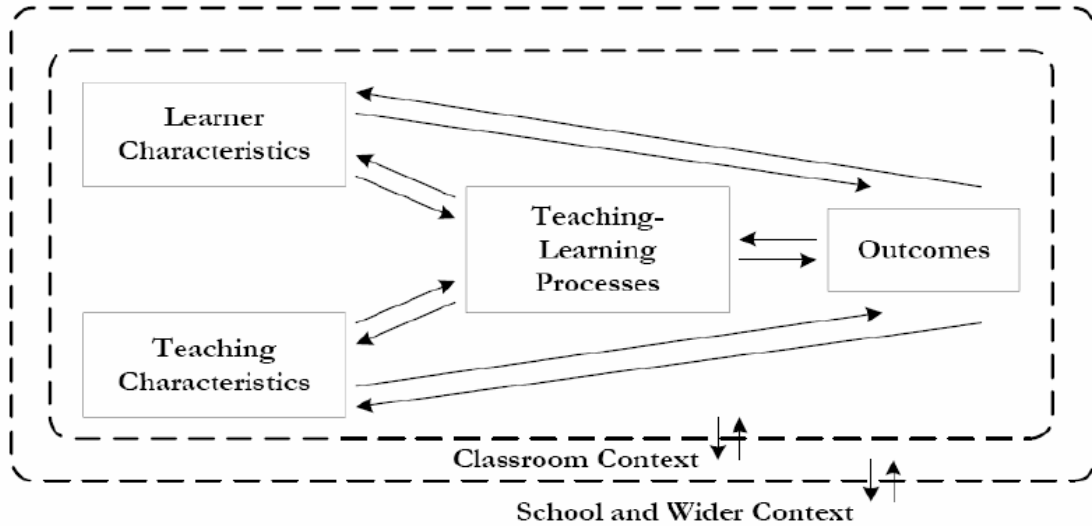 Learner
Characteristics
Teaching-
Learning
Processes
Outcomes
Teaching
Characteristics
Classroom Context
School and Wider Context